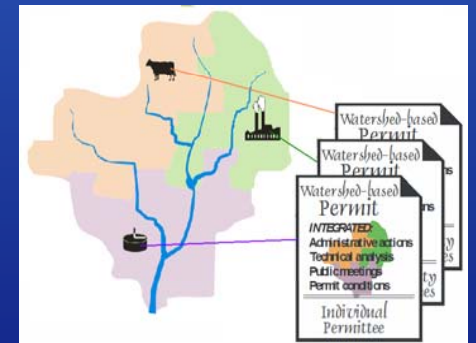 Watershed-based
Permit
Watershed-based
Permit
Watershed-based
Permit
INTEGRATED:
Administrative actions
Technical analysis
Public meetings
Permit conditions
Individual
Permittee